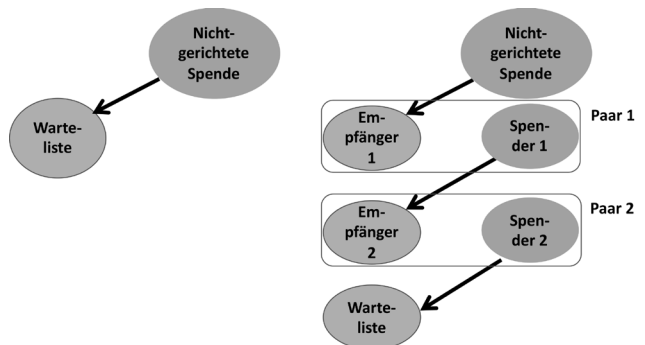 Nicht-
gerichtete
Spende
Warte-
liste
Nicht-
gerichtete
Spende
Em-
pfänger
1
Spen-
der 1
Paar 1
Em-
pfänger
2
Spen-
der 2
Paar 2
Warte-
liste